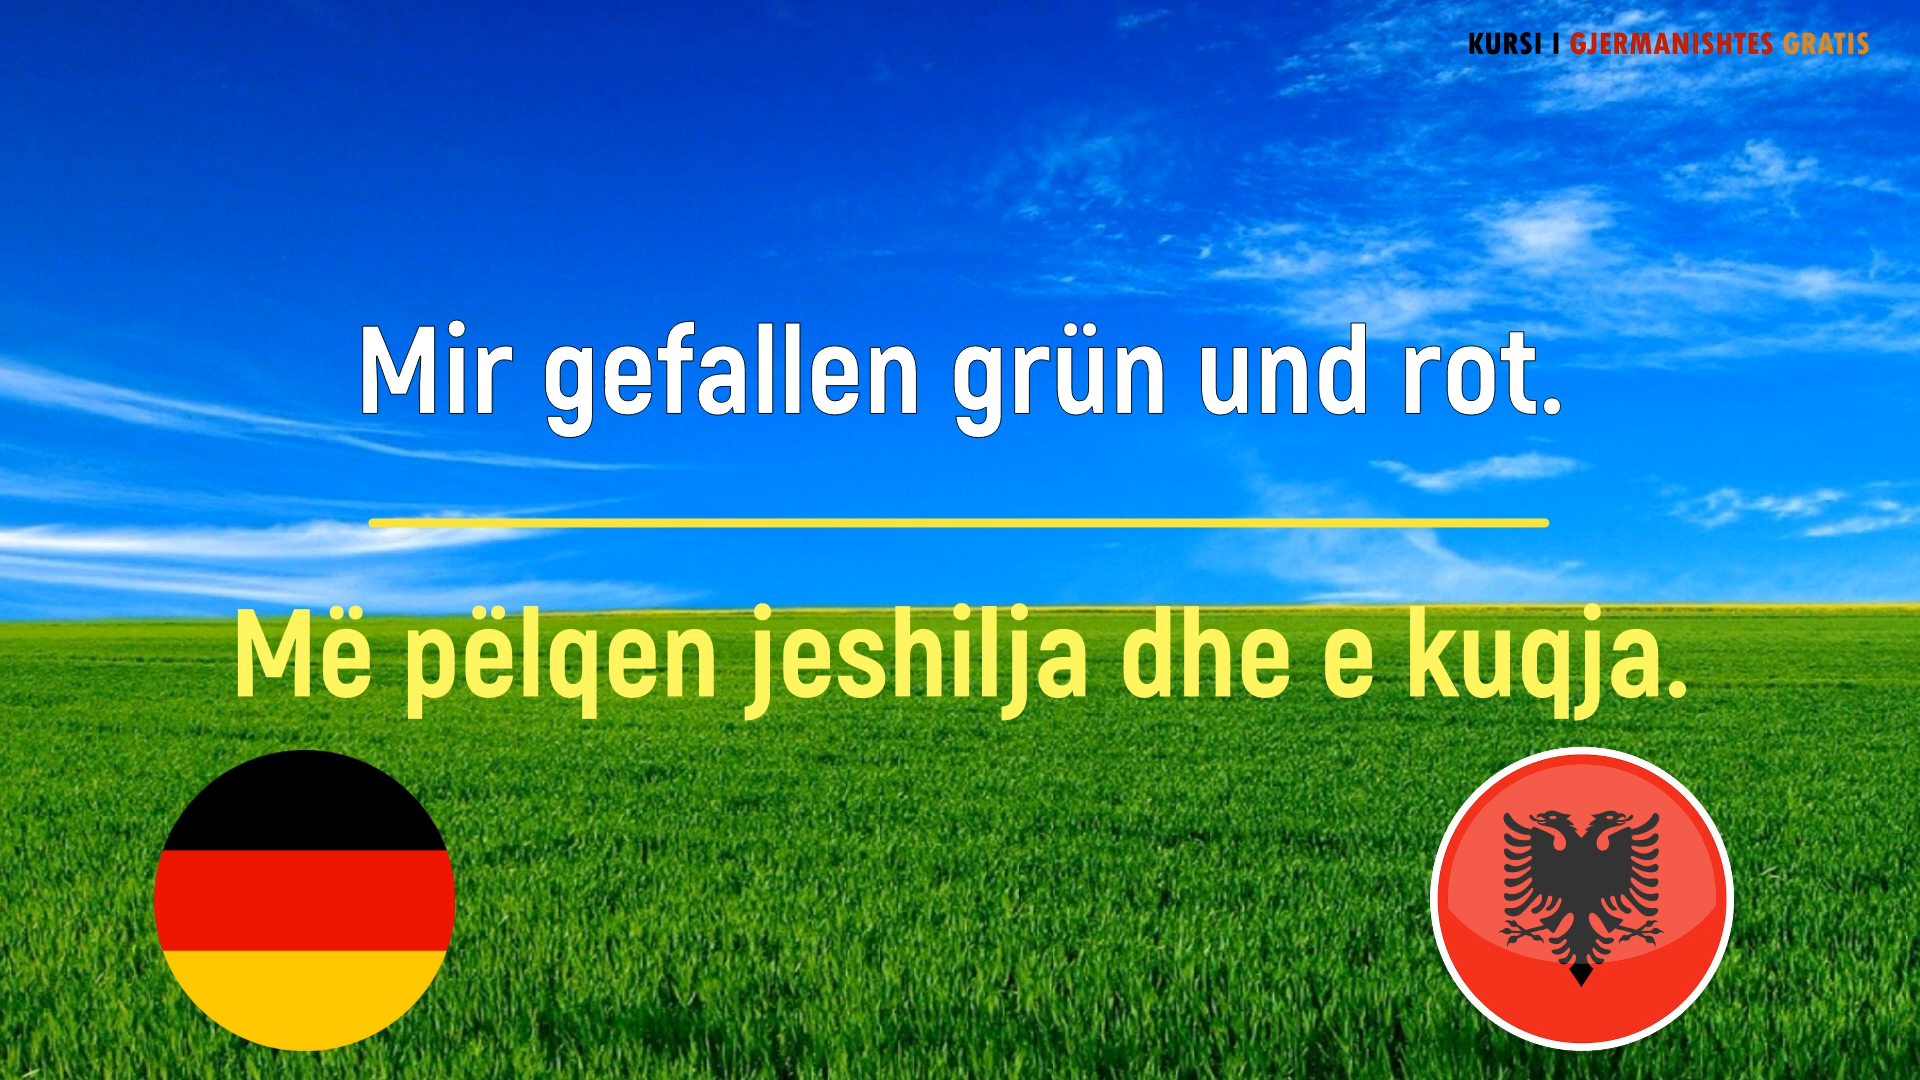 KURSI I GJERMANISHTES GRATIS
Mir gefallen grün und rot.
Më pëlqen jeshilja dhe e kuqja.